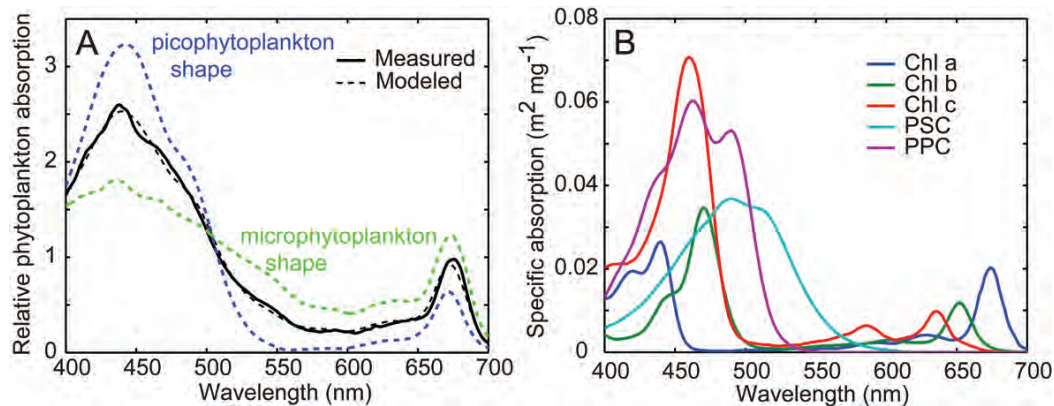 A
picophytoplankton
shape
Measured
Modeled
microphytoplankton
shape
Relative phytoplankton absorption
3
2
1
0
400 450 500 550 600 650 700
Wavelength (nm)
B
Chl a
Chl b
Chl c
PSC
PPC
Specific absorption (m² mg⁻¹)
0.08
0.06
0.04
0.02
0
400 450 500 550 600 650 700
Wavelength (nm)